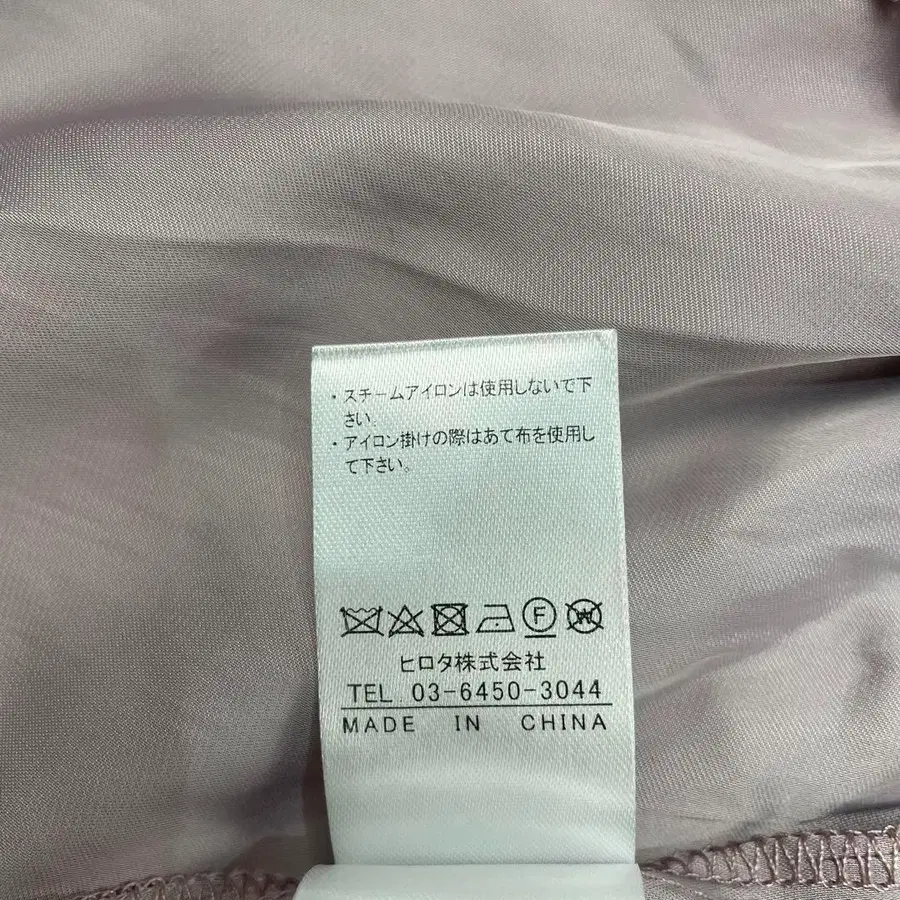 ・スチームアイロンは使用しないで下
さい.
・アイロン掛けの際はあて布を使用し
て下さい。
F W
ヒロタ株式会社
TEL 03-6450-3044
MADE IN CHINA